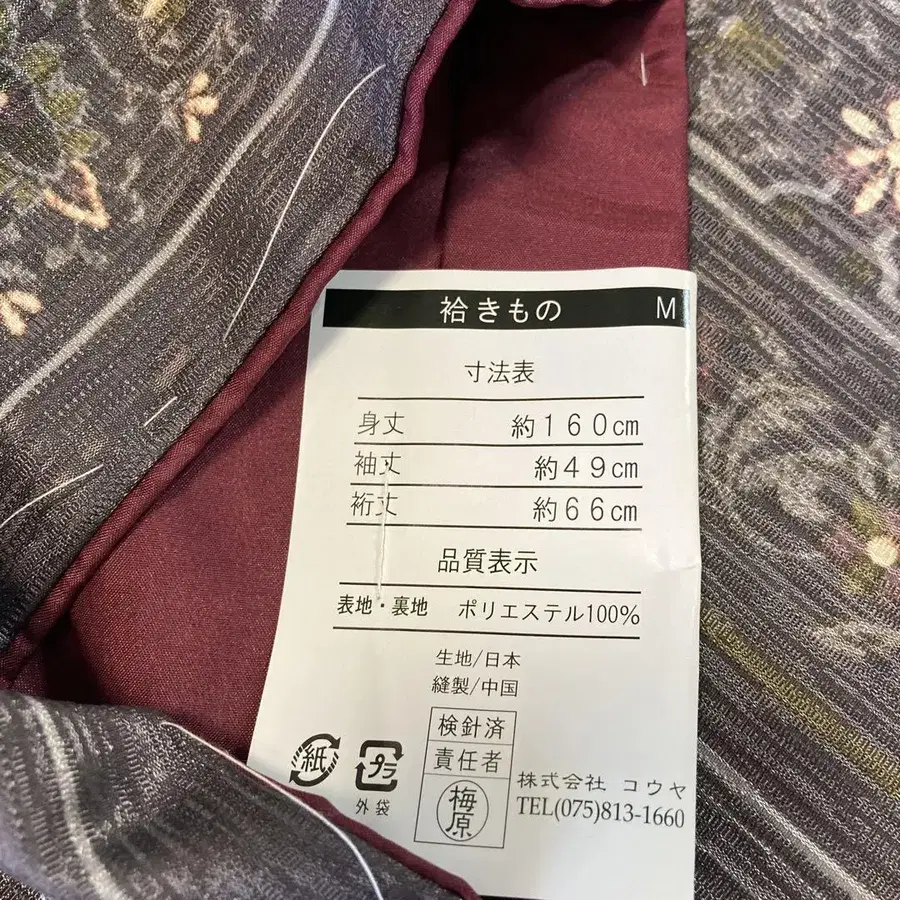 袷きもの M
寸法表
身丈 約160cm
袖丈 約49cm
裄丈 約66cm
品質表示
表地・裏地 ポリエステル100%
生地/日本
縫製/中国
検針済
責任者
梅原
紙
プラ
外袋
株式会社 コウヤ
TEL(075)813-1660